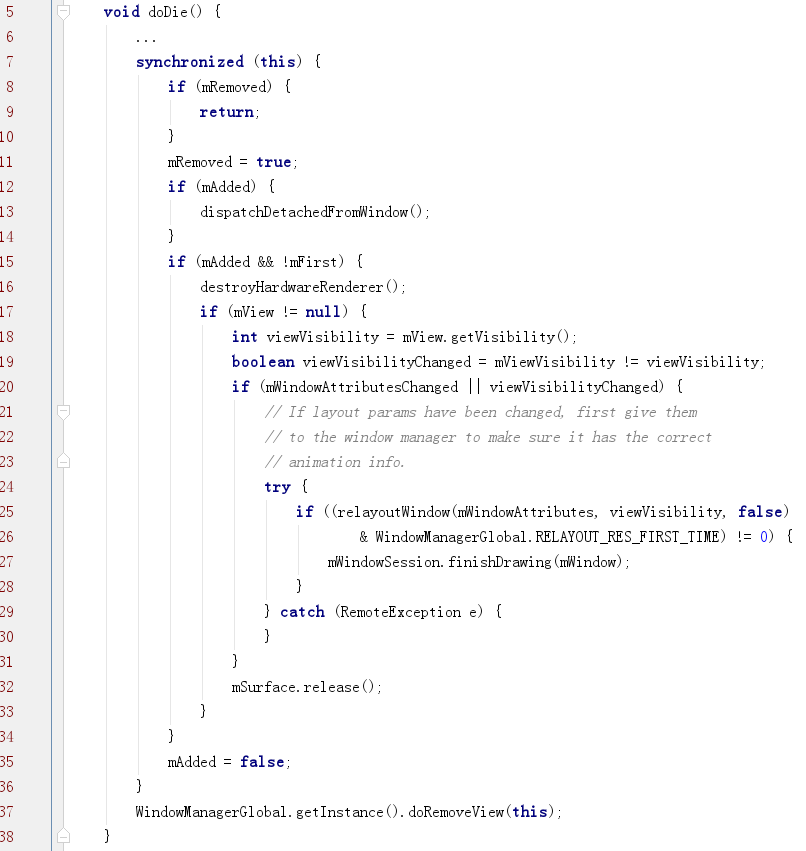 5 void doDie() {
6 ...
7 synchronized (this) {
8 if (mRemoved) {
9 return;
10 }
11 mRemoved = true;
12 if (mAdded) {
13 dispatchDetachedFromWindow();
14 }
15 if (mAdded && !mFirst) {
16 destroyHardwareRenderer();
17 if (mView != null) {
18 int viewVisibility = mView.getVisibility();
19 boolean viewVisibilityChanged = mViewVisibility != viewVisibility;
20 if (mWindowAttributesChanged || viewVisibilityChanged) {
21 // If layout params have been changed, first give them
22 // to the window manager to make sure it has the correct
23 // animation info.
24 try {
25 if ((relayoutWindow(mWindowAttributes, viewVisibility, false)
26 & WindowManagerGlobal.RELAYOUT_RES_FIRST_TIME) != 0) {
27 mWindowSession.finishDrawing(mWindow);
28 }
29 } catch (RemoteException e) {
30 }
31 }
32 mSurface.release();
33 }
34 }
35 mAdded = false;
36 }
37 WindowManagerGlobal.getInstance().doRemoveView(this);
38 }